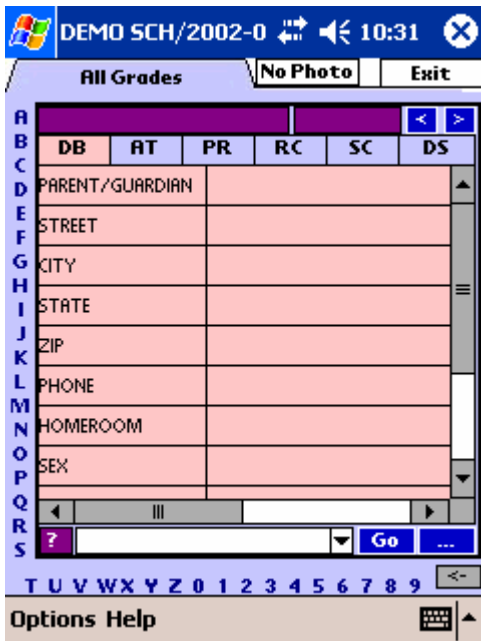 DEMO SCH/2002-0 10:31
All Grades No Photo Exit
< >
DB AT PR RC SC DS
PARENT/GUARDIAN
STREET
CITY
STATE
ZIP
PHONE
HOMEROOM
SEX
A
B
C
D
E
F
G
H
I
J
K
L
M
N
O
P
Q
R
S
? Go ...
T U V W X Y Z 0 1 2 3 4 5 6 7 8 9 <-
Options Help